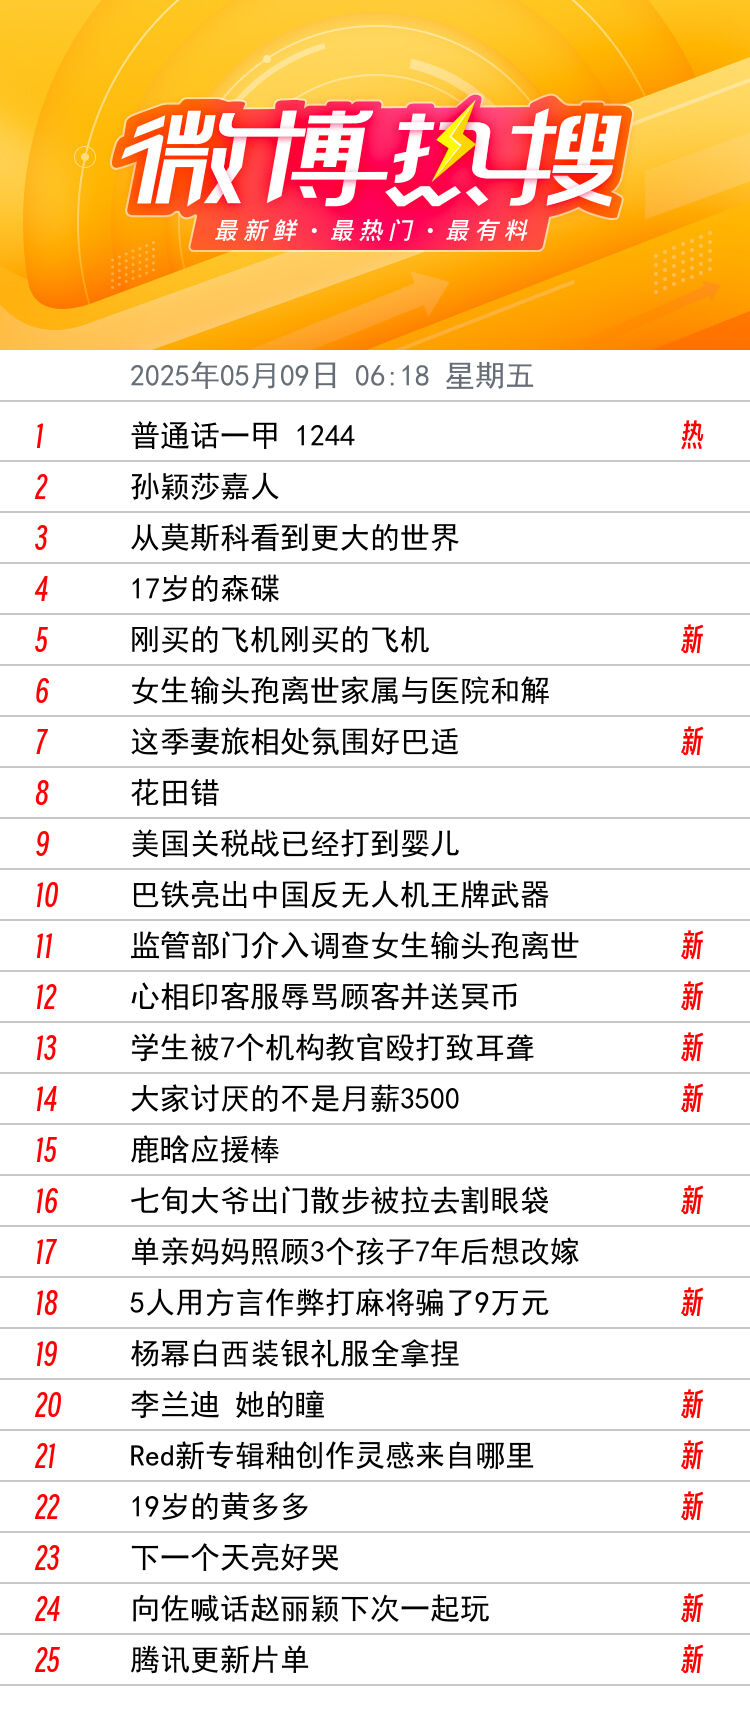 微博热搜
最新鲜·最热门·最有料
2025年05月09日 06:18 星期五
1 普通话一甲 1244 热
2 孙颖莎嘉人
3 从莫斯科看到更大的世界
4 17岁的森碟
5 刚买的飞机刚买的飞机 新
6 女生输头孢离世家属与医院和解
7 这季妻旅相处氛围好巴适 新
8 花田错
9 美国关税战已经打到婴儿
10 巴铁亮出中国反无人机王牌武器
11 监管部门介入调查女生输头孢离世 新
12 心相印客服辱骂顾客并送冥币 新
13 学生被7个机构教官殴打致耳聋 新
14 大家讨厌的不是月薪3500 新
15 鹿晗应援棒
16 七旬大爷出门散步被拉去割眼袋 新
17 单亲妈妈照顾3个孩子7年后想改嫁
18 5人用方言作弊打麻将骗了9万元 新
19 杨幂白西装银礼服全拿捏
20 李兰迪 她的瞳 新
21 Red新专辑釉创作灵感来自哪里 新
22 19岁的黄多多 新
23 下一个天亮好哭
24 向佐喊话赵丽颖下次一起玩 新
25 腾讯更新片单 新